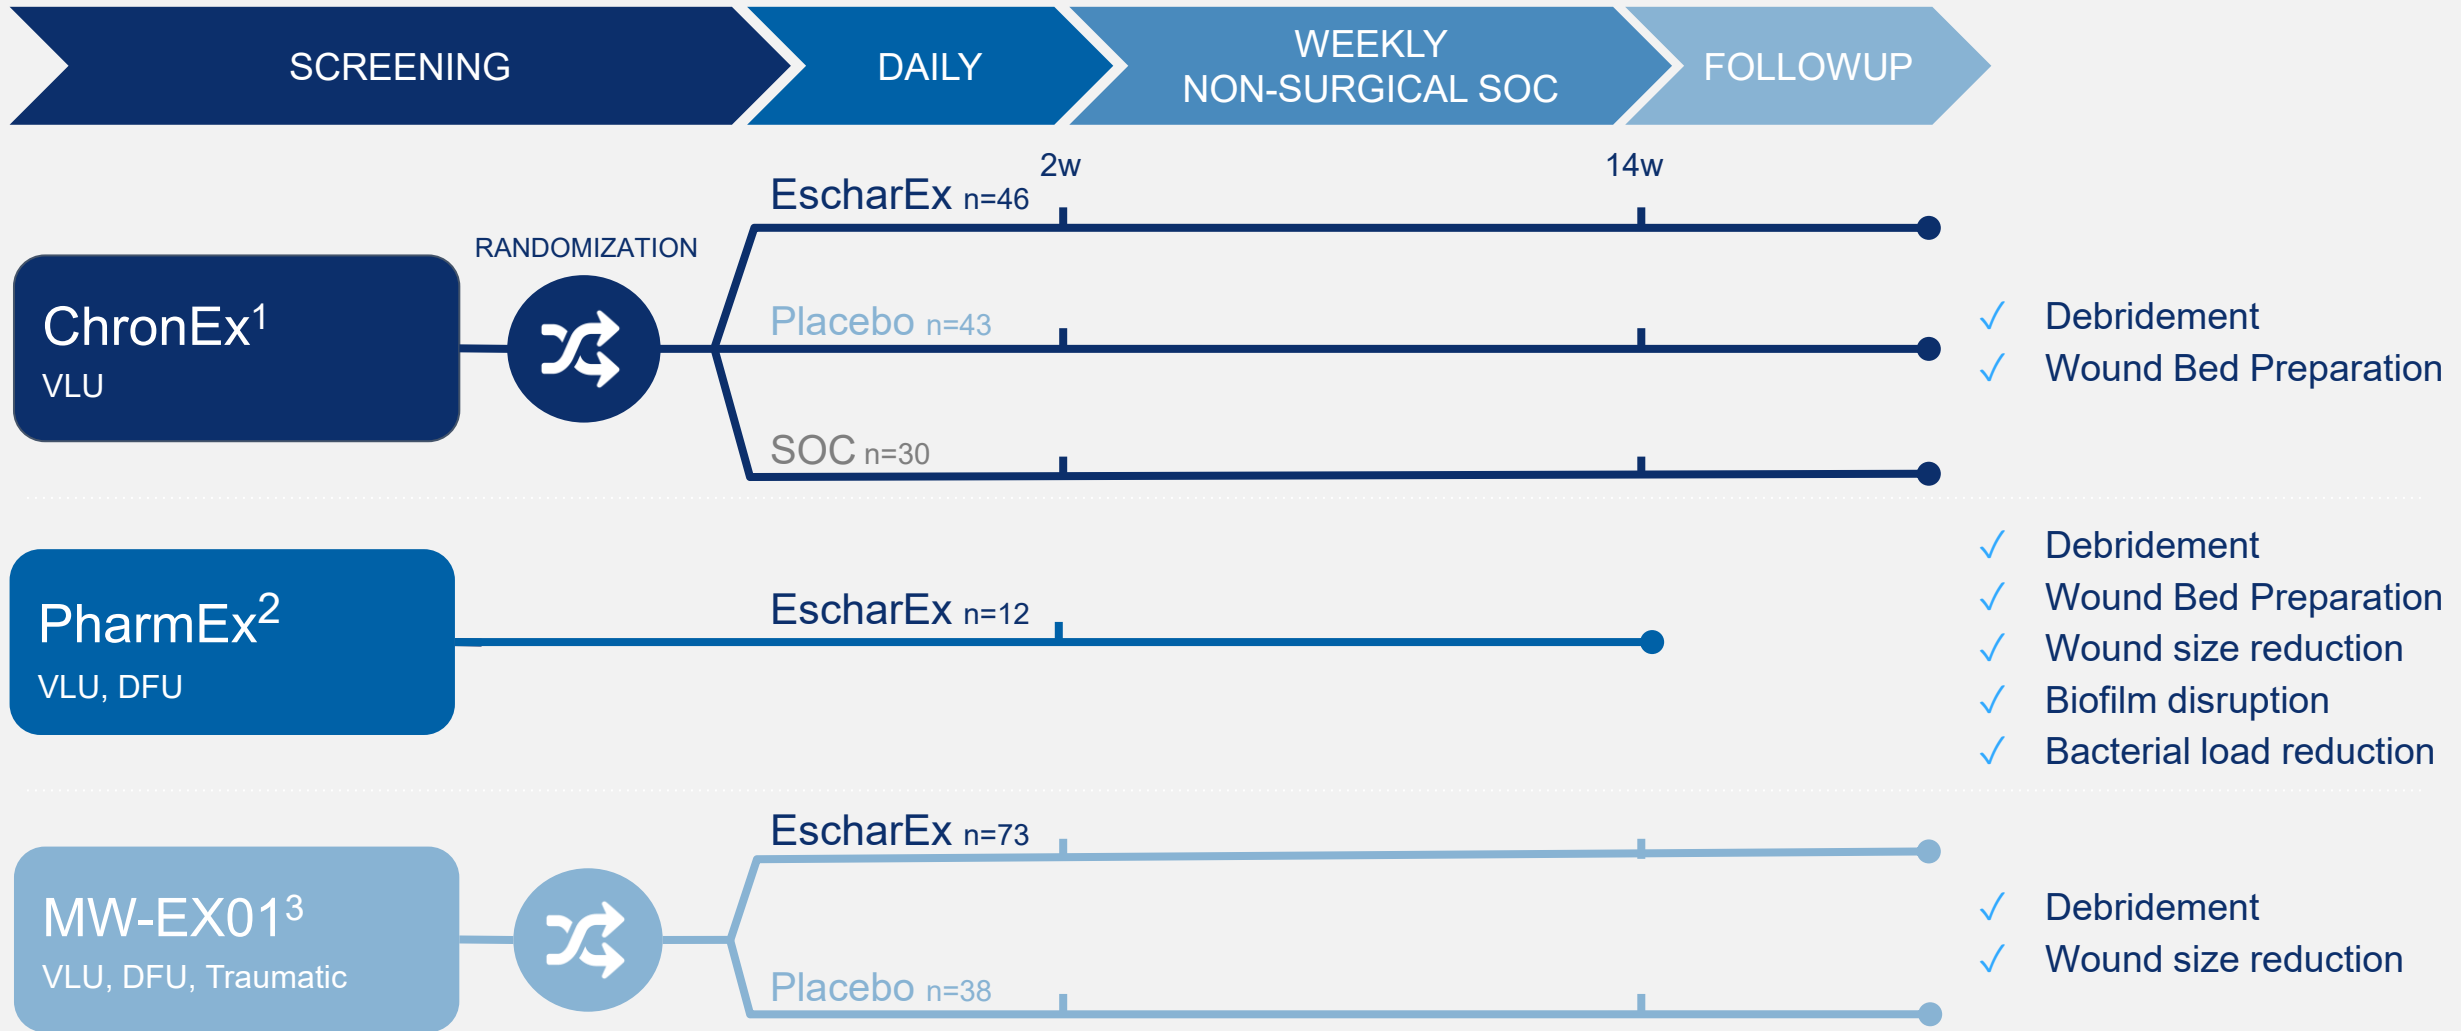 SCREENING
DAILY
WEEKLY
NON-SURGICAL SOC
FOLLOWUP
2w
14w
EscharEx n=46
RANDOMIZATION
ChronEx¹
VLU
Placebo n=43
SOC n=30
✓ Debridement
✓ Wound Bed Preparation
PharmEx²
VLU, DFU
EscharEx n=12
✓ Debridement
✓ Wound Bed Preparation
✓ Wound size reduction
✓ Biofilm disruption
✓ Bacterial load reduction
MW-EX01³
VLU, DFU, Traumatic
EscharEx n=73
Placebo n=38
✓ Debridement
✓ Wound size reduction